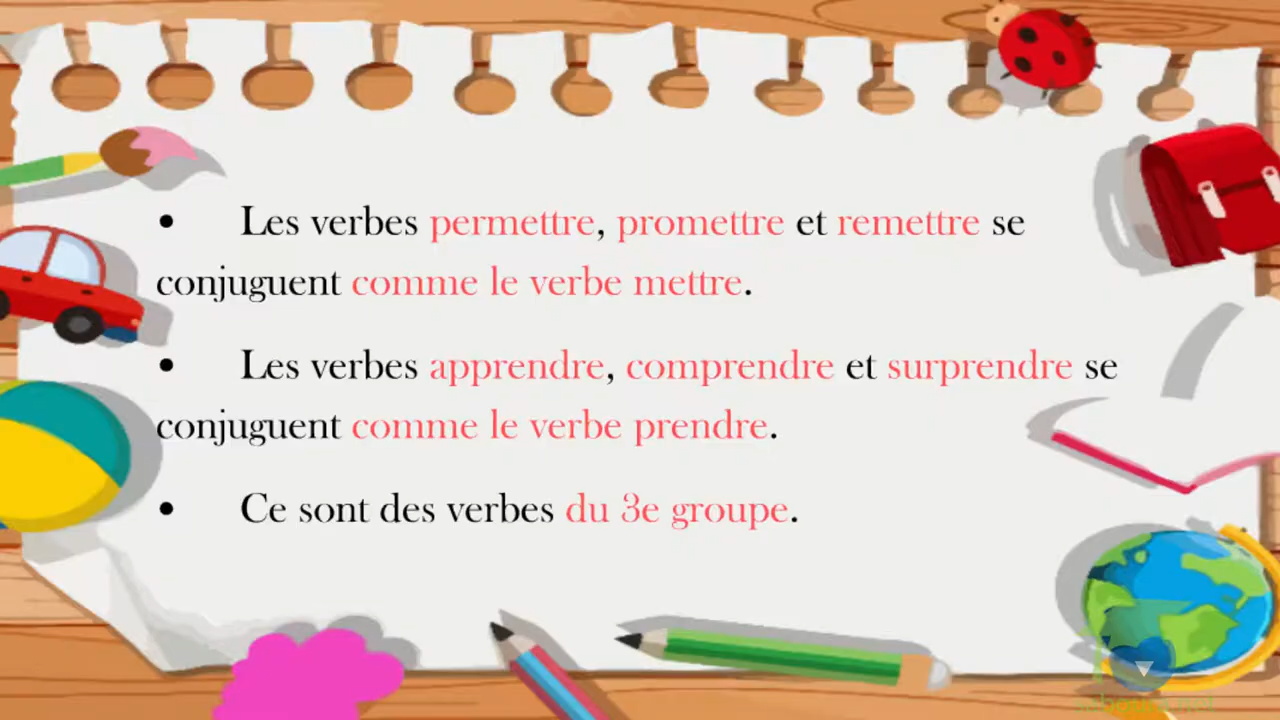 • Les verbes permettre, promettre et remettre se
conjuguent comme le verbe mettre.
• Les verbes apprendre, comprendre et surprendre se
conjuguent comme le verbe prendre.
• Ce sont des verbes du 3e groupe.